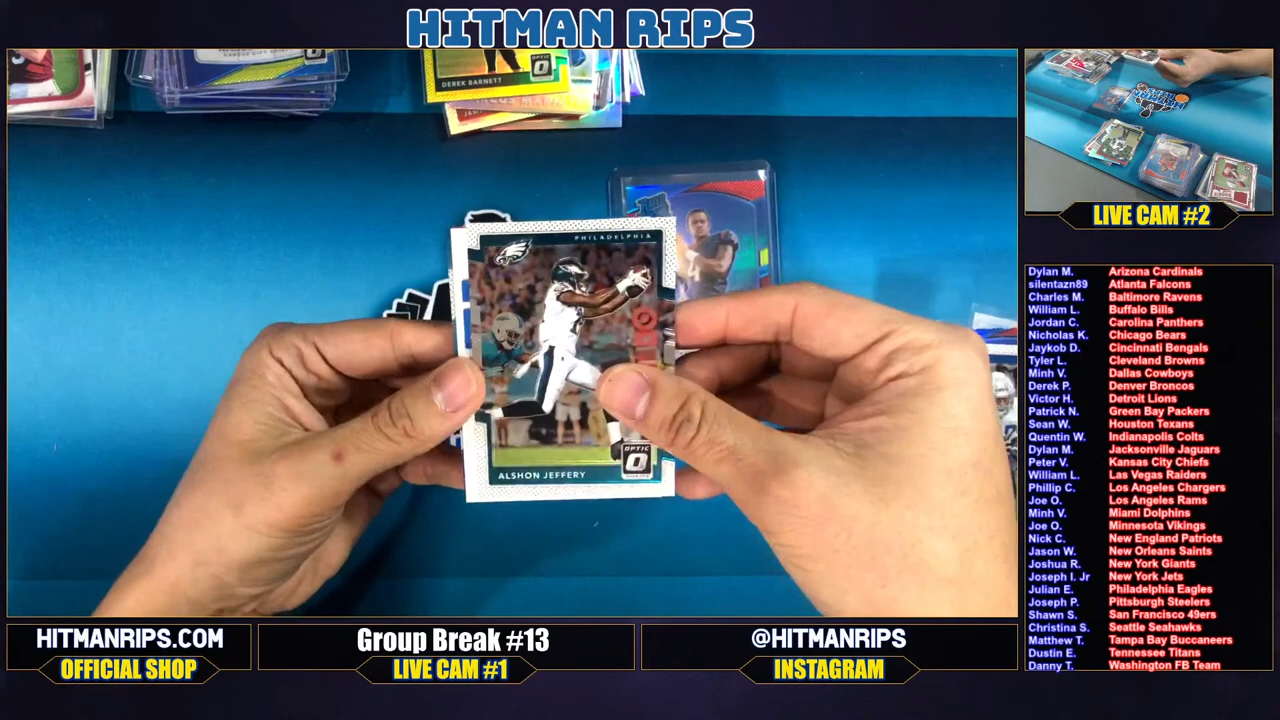 HITMAN RIPS
DEREK BARNETT
OPTIC
PHILADELPHIA
ALSHON JEFFERY
OPTIC
LIVE CAM #2
Dylan M. Arizona Cardinals
silentazn89 Atlanta Falcons
Charles M. Baltimore Ravens
William L. Buffalo Bills
Jordan C. Carolina Panthers
Nicholas K. Chicago Bears
Jaykob D. Cincinnati Bengals
Tyler L. Cleveland Browns
Minh V. Dallas Cowboys
Derek P. Denver Broncos
Victor H. Detroit Lions
Patrick N. Green Bay Packers
Sean W. Houston Texans
Quentin W. Indianapolis Colts
Dylan M. Jacksonville Jaguars
Peter V. Kansas City Chiefs
William L. Las Vegas Raiders
Phillip C. Los Angeles Chargers
Joe O. Los Angeles Rams
Minh V. Miami Dolphins
Joe O. Minnesota Vikings
Nick C. New England Patriots
Jason W. New Orleans Saints
Joshua R. New York Giants
Joseph I. Jr New York Jets
Julian E. Philadelphia Eagles
Joseph P. Pittsburgh Steelers
Shawn S. San Francisco 49ers
Christina S. Seattle Seahawks
Matthew T. Tampa Bay Buccaneers
Dustin E. Tennessee Titans
Danny T. Washington FB Team
HITMANRIPS.COM
OFFICIAL SHOP
Group Break #13
LIVE CAM #1
@HITMANRIPS
INSTAGRAM